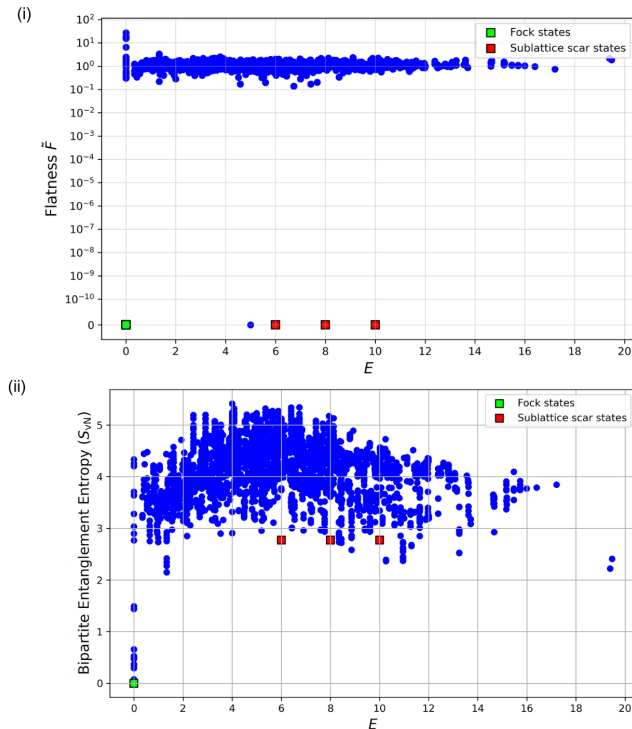 (i)
10²
10¹
10⁰
10⁻¹
10⁻²
10⁻³
10⁻⁴
10⁻⁵
10⁻⁶
10⁻⁷
10⁻⁸
10⁻⁹
10⁻¹⁰
0
Flatness F̃
Fock states
Sublattice scar states
0 2 4 6 8 10 12 14 16 18 20
E
(ii)
5
4
3
2
1
0
Bipartite Entanglement Entropy (S_vN)
Fock states
Sublattice scar states
0 2 4 6 8 10 12 14 16 18 20
E